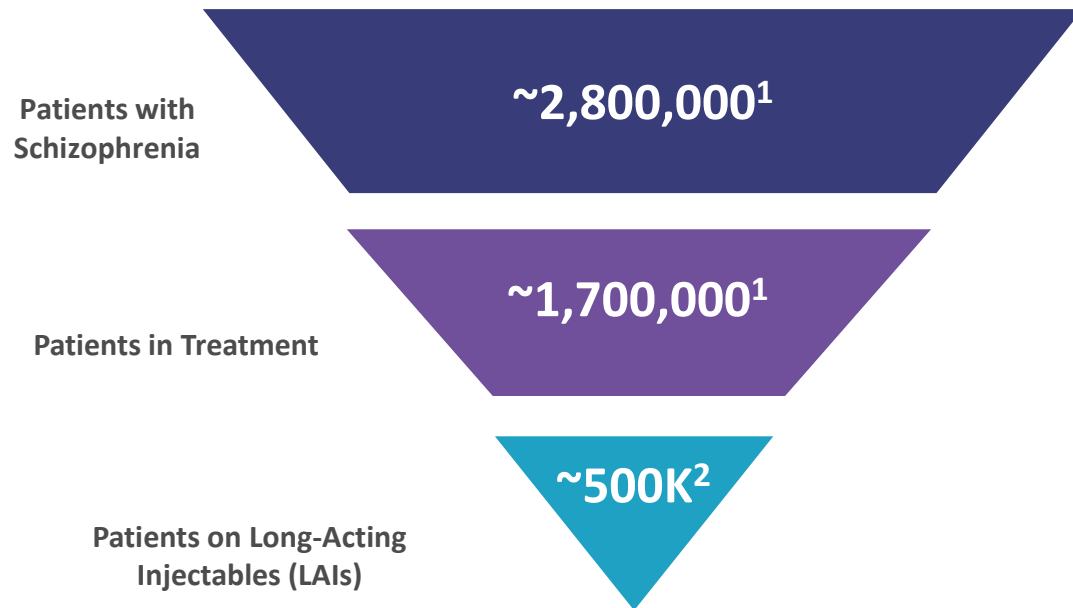 Patients with
Schizophrenia
~2,800,000¹
Patients in Treatment
~1,700,000¹
Patients on Long-Acting
Injectables (LAIs)
~500K²